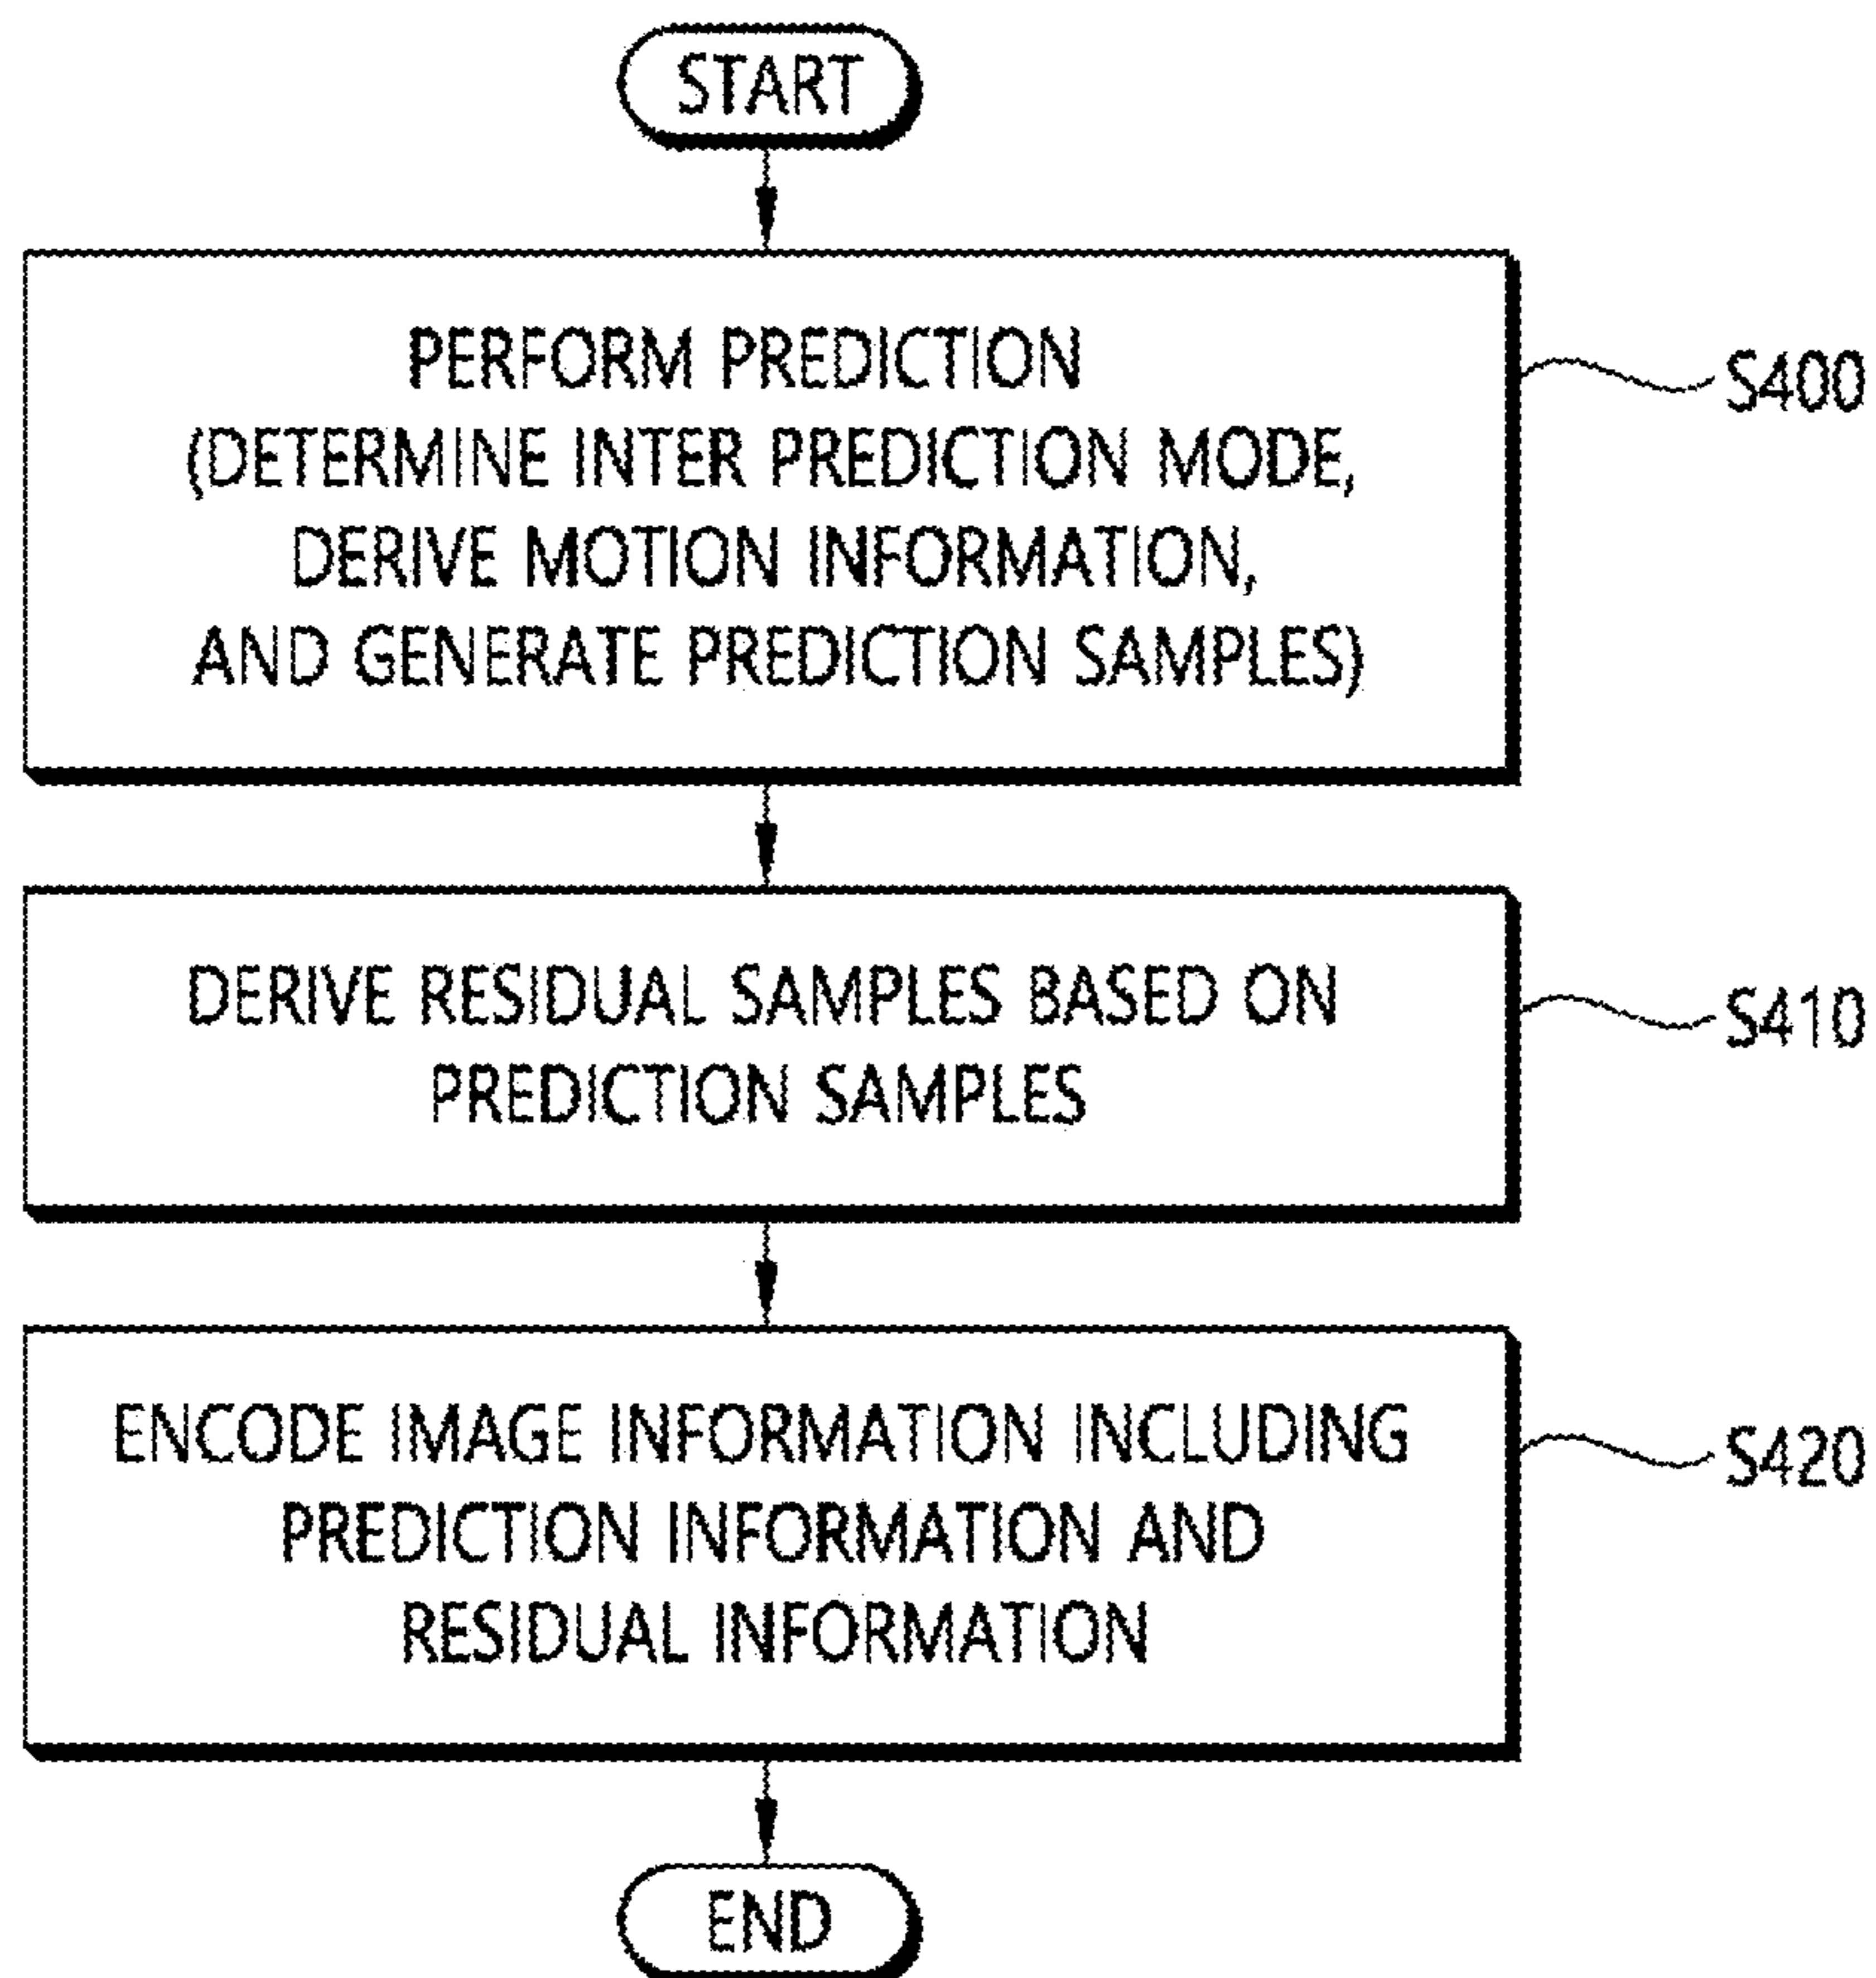 START
PERFORM PREDICTION
(DETERMINE INTER PREDICTION MODE,
DERIVE MOTION INFORMATION,
AND GENERATE PREDICTION SAMPLES)
S400
DERIVE RESIDUAL SAMPLES BASED ON
PREDICTION SAMPLES
S410
ENCODE IMAGE INFORMATION INCLUDING
PREDICTION INFORMATION AND
RESIDUAL INFORMATION
S420
END